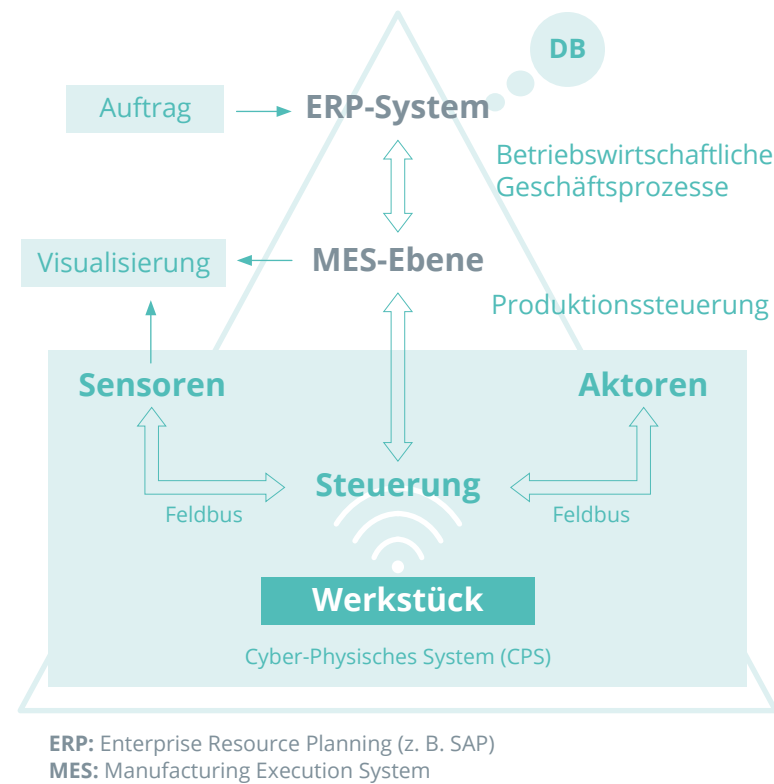 DB
Auftrag
ERP-System
Betriebswirtschaftliche
Geschäftsprozesse
Visualisierung
MES-Ebene
Produktionssteuerung
Sensoren
Aktoren
Steuerung
Feldbus
Feldbus
Werkstück
Cyber-Physisches System (CPS)
ERP: Enterprise Resource Planning (z. B. SAP)
MES: Manufacturing Execution System